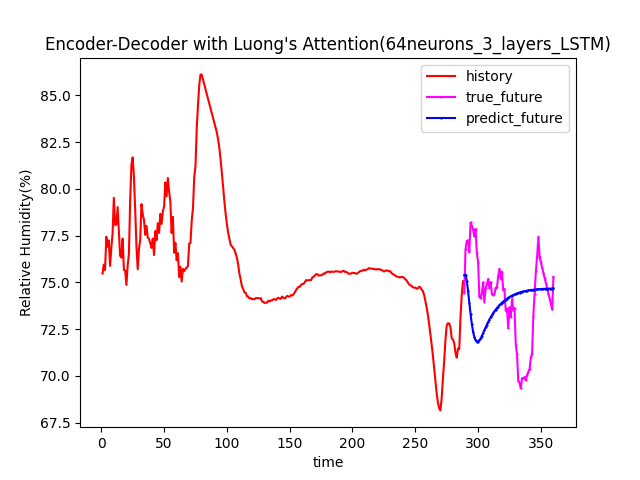 Encoder-Decoder with Luong's Attention(64neurons_3_layers_LSTM)
history
true_future
predict_future
Relative Humidity(%)
85.0
82.5
80.0
77.5
75.0
72.5
70.0
67.5
0 50 100 150 200 250 300 350
time